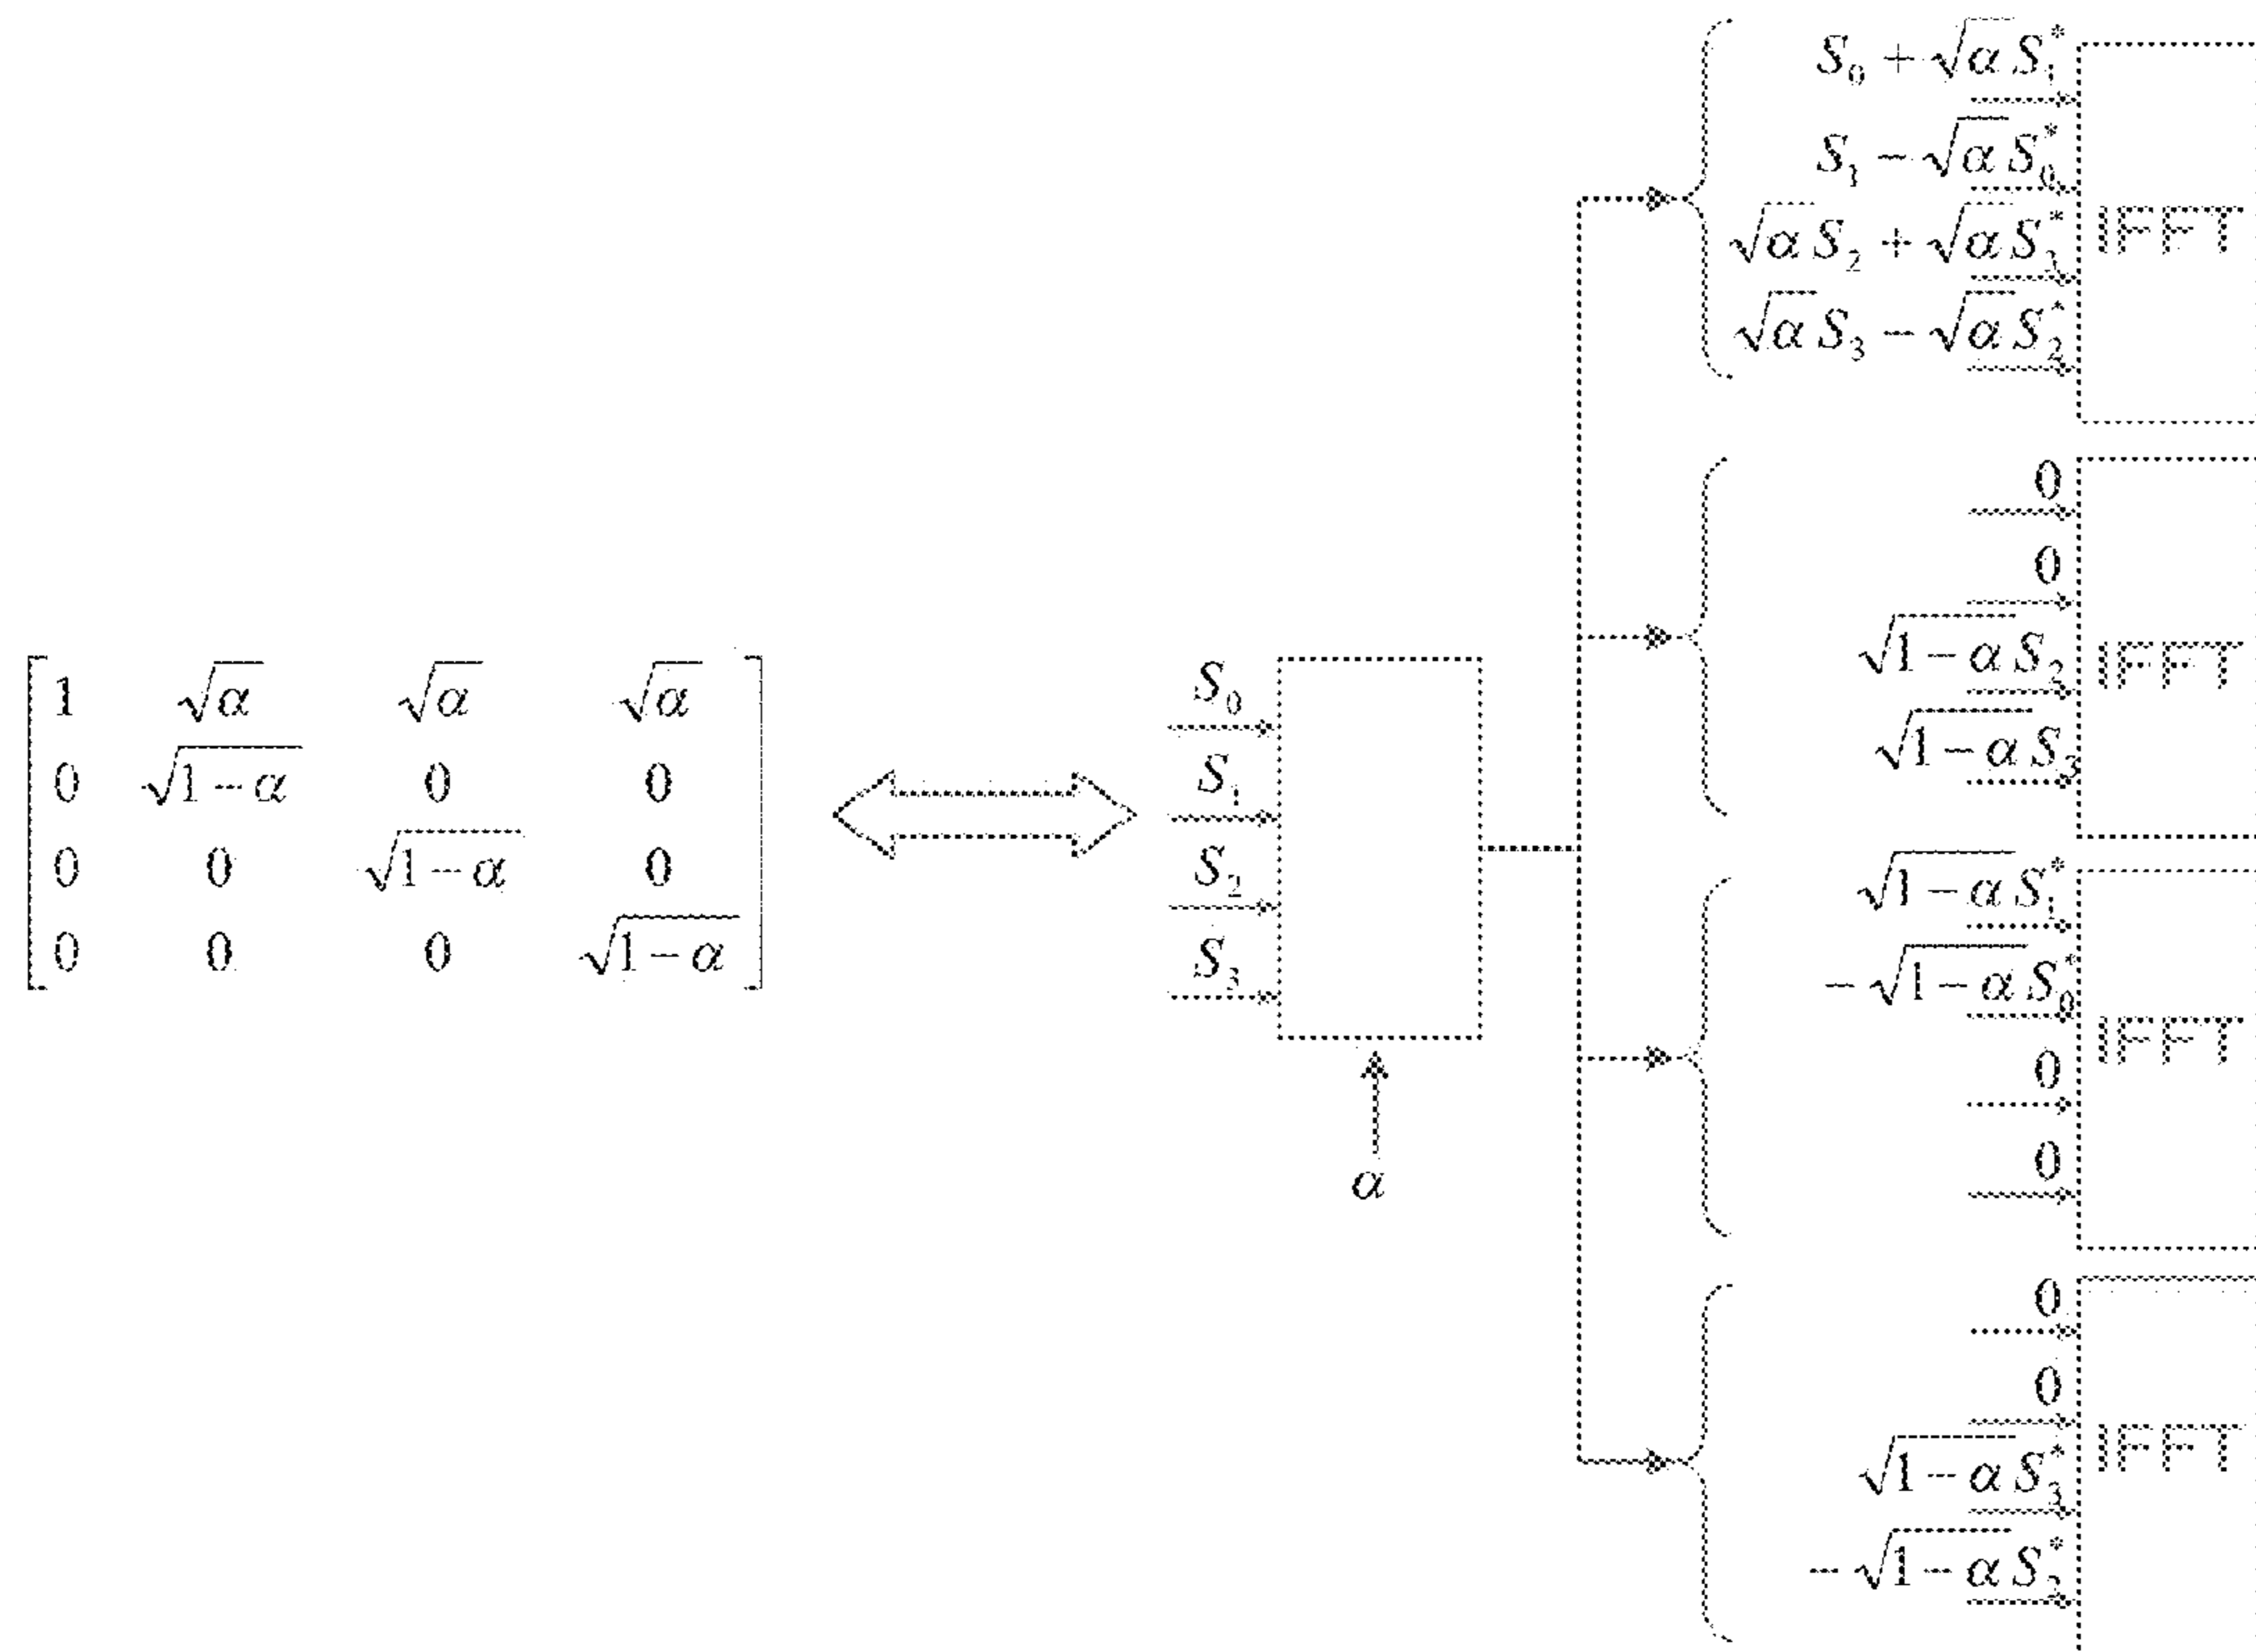 1 √α √α √α
0 √1−α 0 0
0 0 √1−α 0
0 0 0 √1−α
S₀
S₁
S₂
S₃
α
S₀ + √α S₁*
S₁ − √α S₀*
√α S₂ + √α S₃*
√α S₃ − √α S₂*
IFFT
0
0
√1−α S₂
√1−α S₃
IFFT
√1−α S₁*
−√1−α S₀*
0
0
IFFT
0
0
√1−α S₃*
−√1−α S₂*
IFFT